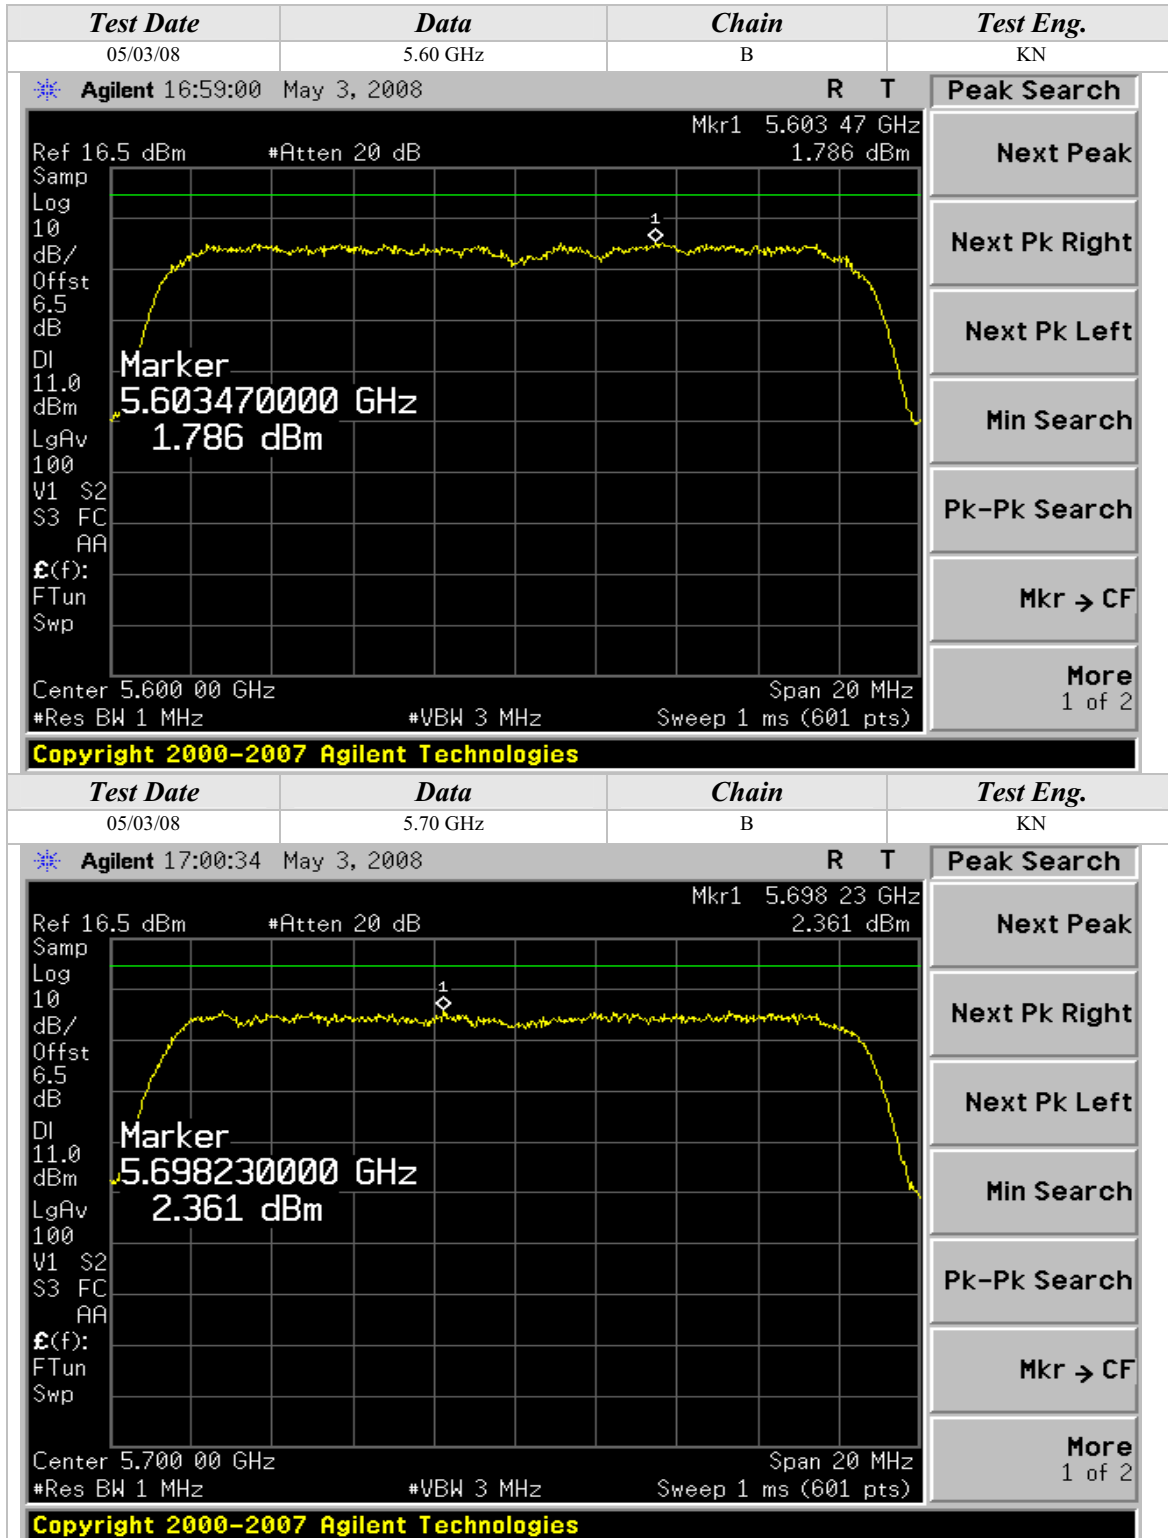 Test Date Data Chain Test Eng.
05/03/08 5.60 GHz B KN
Agilent 16:59:00 May 3, 2008 R T Peak Search
Mkr1 5.603 47 GHz
Ref 16.5 dBm #Atten 20 dB 1.786 dBm Next Peak
Samp
Log
10
dB/ Next Pk Right
Offst
6.5
dB Next Pk Left
DI
11.0
dBm
1
Marker
5.603470000 GHz
1.786 dBm
Min Search
LgAv
100
V1 S2
S3 FC Pk-Pk Search
AA
£(f):
FTun Mkr → CF
Swp
Center 5.600 00 GHz Span 20 MHz More
#Res BW 1 MHz #VBW 3 MHz Sweep 1 ms (601 pts) 1 of 2
Copyright 2000-2007 Agilent Technologies
Test Date Data Chain Test Eng.
05/03/08 5.70 GHz B KN
Agilent 17:00:34 May 3, 2008 R T Peak Search
Mkr1 5.698 23 GHz
Ref 16.5 dBm #Atten 20 dB 2.361 dBm Next Peak
Samp
Log
10
dB/ Next Pk Right
Offst
6.5
dB Next Pk Left
DI
11.0
dBm
1
Marker
5.698230000 GHz
2.361 dBm
Min Search
LgAv
100
V1 S2
S3 FC Pk-Pk Search
AA
£(f):
FTun Mkr → CF
Swp
Center 5.700 00 GHz Span 20 MHz More
#Res BW 1 MHz #VBW 3 MHz Sweep 1 ms (601 pts) 1 of 2
Copyright 2000-2007 Agilent Technologies